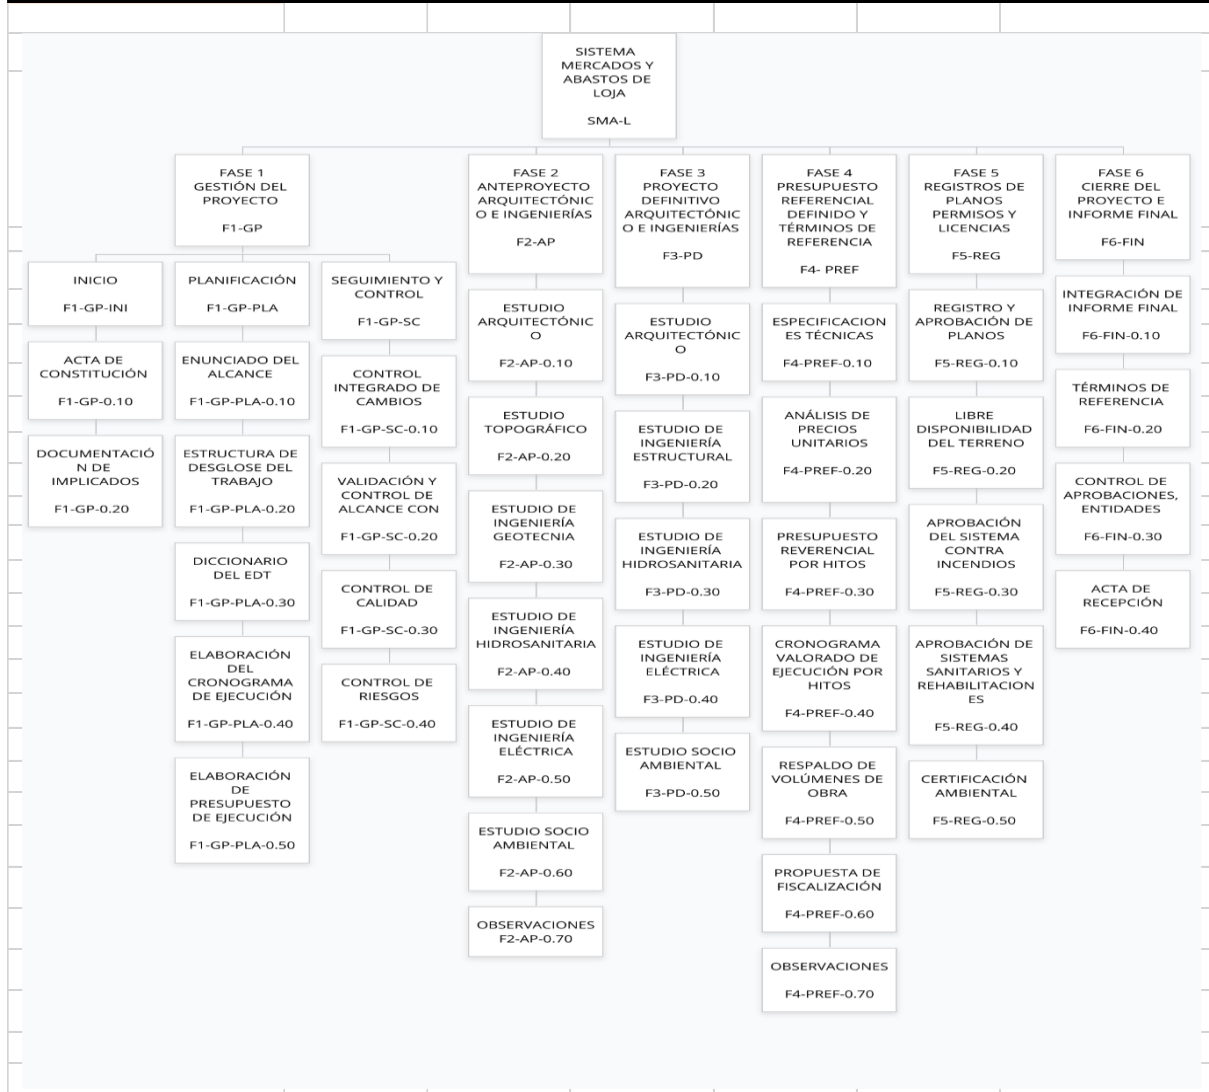 SISTEMA
MERCADOS Y
ABASTOS DE
LOJA
SMA-L
FASE 1
GESTIÓN DEL
PROYECTO
F1-GP
INICIO
F1-GP-INI
ACTA DE
CONSTITUCIÓN
F1-GP-0.10
DOCUMENTACIÓ
N DE
IMPLICADOS
F1-GP-0.20
PLANIFICACIÓN
F1-GP-PLA
ENUNCIADO DEL
ALCANCE
F1-GP-PLA-0.10
ESTRUCTURA DE
DESGLOSE DEL
TRABAJO
F1-GP-PLA-0.20
DICCIONARIO
DEL EDT
F1-GP-PLA-0.30
ELABORACIÓN
DEL
CRONOGRAMA
DE EJECUCIÓN
F1-GP-PLA-0.40
ELABORACIÓN
DE
PRESUPUESTO
DE EJECUCIÓN
F1-GP-PLA-0.50
SEGUIMIENTO Y
CONTROL
F1-GP-SC
CONTROL
INTEGRADO DE
CAMBIOS
F1-GP-SC-0.10
VALIDACIÓN Y
CONTROL DE
ALCANCE CON
F1-GP-SC-0.20
CONTROL DE
CALIDAD
F1-GP-SC-0.30
CONTROL DE
RIESGOS
F1-GP-SC-0.40
FASE 2
ANTEPROYECTO
ARQUITECTÓNIC
O E INGENIERÍAS
F2-AP
ESTUDIO
ARQUITECTÓNIC
O
F2-AP-0.10
ESTUDIO
TOPOGRÁFICO
F2-AP-0.20
ESTUDIO DE
INGENIERÍA
GEOTECNIA
F2-AP-0.30
ESTUDIO DE
INGENIERÍA
HIDROSANITARIA
F2-AP-0.40
ESTUDIO DE
INGENIERÍA
ELÉCTRICA
F2-AP-0.50
ESTUDIO SOCIO
AMBIENTAL
F2-AP-0.60
OBSERVACIONES
F2-AP-0.70
FASE 3
PROYECTO
DEFINITIVO
ARQUITECTÓNIC
O E INGENIERÍAS
F3-PD
ESTUDIO
ARQUITECTÓNIC
O
F3-PD-0.10
ESTUDIO DE
INGENIERÍA
ESTRUCTURAL
F3-PD-0.20
ESTUDIO DE
INGENIERÍA
HIDROSANITARIA
F3-PD-0.30
ESTUDIO DE
INGENIERÍA
ELÉCTRICA
F3-PD-0.40
ESTUDIO SOCIO
AMBIENTAL
F3-PD-0.50
FASE 4
PRESUPUESTO
REFERENCIAL
DEFINIDO Y
TÉRMINOS DE
REFERENCIA
F4- PREF
ESPECIFICACION
ES TÉCNICAS
F4-PREF-0.10
ANÁLISIS DE
PRECIOS
UNITARIOS
F4-PREF-0.20
PRESUPUESTO
REVERENCIAL
POR HITOS
F4-PREF-0.30
CRONOGRAMA
VALORADO DE
EJECUCIÓN POR
HITOS
F4-PREF-0.40
RESPALDO DE
VOLÚMENES DE
OBRA
F4-PREF-0.50
PROPUESTA DE
FISCALIZACIÓN
F4-PREF-0.60
OBSERVACIONES
F4-PREF-0.70
FASE 5
REGISTROS DE
PLANOS
PERMISOS Y
LICENCIAS
F5-REG
REGISTRO Y
APROBACIÓN DE
PLANOS
F5-REG-0.10
LIBRE
DISPONIBILIDAD
DEL TERRENO
F5-REG-0.20
APROBACIÓN
DEL SISTEMA
CONTRA
INCENDIOS
F5-REG-0.30
APROBACIÓN DE
SISTEMAS
SANITARIOS Y
REHABILITACION
ES
F5-REG-0.40
CERTIFICACIÓN
AMBIENTAL
F5-REG-0.50
FASE 6
CIERRE DEL
PROYECTO E
INFORME FINAL
F6-FIN
INTEGRACIÓN DE
INFORME FINAL
F6-FIN-0.10
TÉRMINOS DE
REFERENCIA
F6-FIN-0.20
CONTROL DE
APROBACIONES,
ENTIDADES
F6-FIN-0.30
ACTA DE
RECEPCIÓN
F6-FIN-0.40